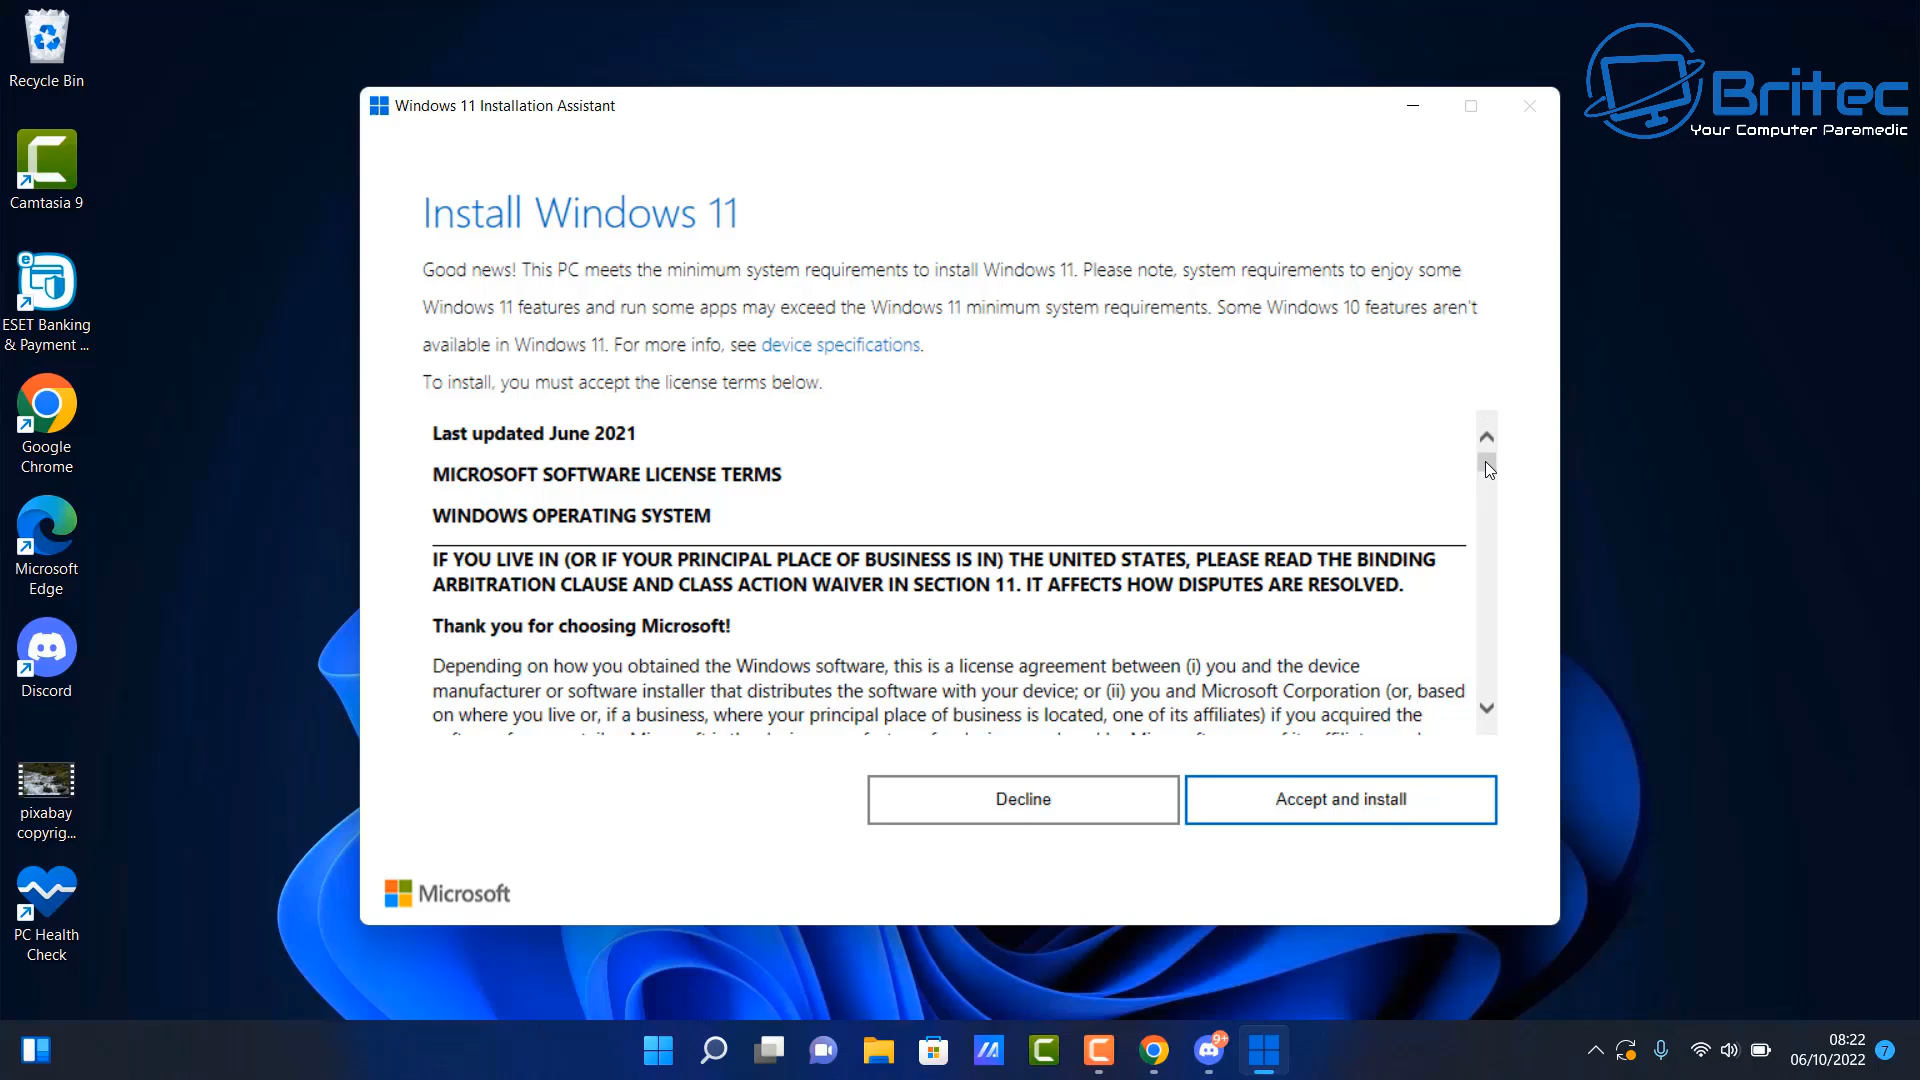 Recycle Bin
Camtasia 9
ESET Banking
& Payment ...
Google
Chrome
Microsoft
Edge
Discord
pixabay
copyrig...
PC Health
Check
Britec
Your Computer Paramedic
Windows 11 Installation Assistant
Install Windows 11
Good news! This PC meets the minimum system requirements to install Windows 11. Please note, system requirements to enjoy some
Windows 11 features and run some apps may exceed the Windows 11 minimum system requirements. Some Windows 10 features aren't
available in Windows 11. For more info, see device specifications.
To install, you must accept the license terms below.
Last updated June 2021
MICROSOFT SOFTWARE LICENSE TERMS
WINDOWS OPERATING SYSTEM
IF YOU LIVE IN (OR IF YOUR PRINCIPAL PLACE OF BUSINESS IS IN) THE UNITED STATES, PLEASE READ THE BINDING
ARBITRATION CLAUSE AND CLASS ACTION WAIVER IN SECTION 11. IT AFFECTS HOW DISPUTES ARE RESOLVED.
Thank you for choosing Microsoft!
Depending on how you obtained the Windows software, this is a license agreement between (i) you and the device
manufacturer or software installer that distributes the software with your device; or (ii) you and Microsoft Corporation (or, based
on where you live or, if a business, where your principal place of business is located, one of its affiliates) if you acquired the
Decline
Accept and install
Microsoft
9+
08:22
06/10/2022
7